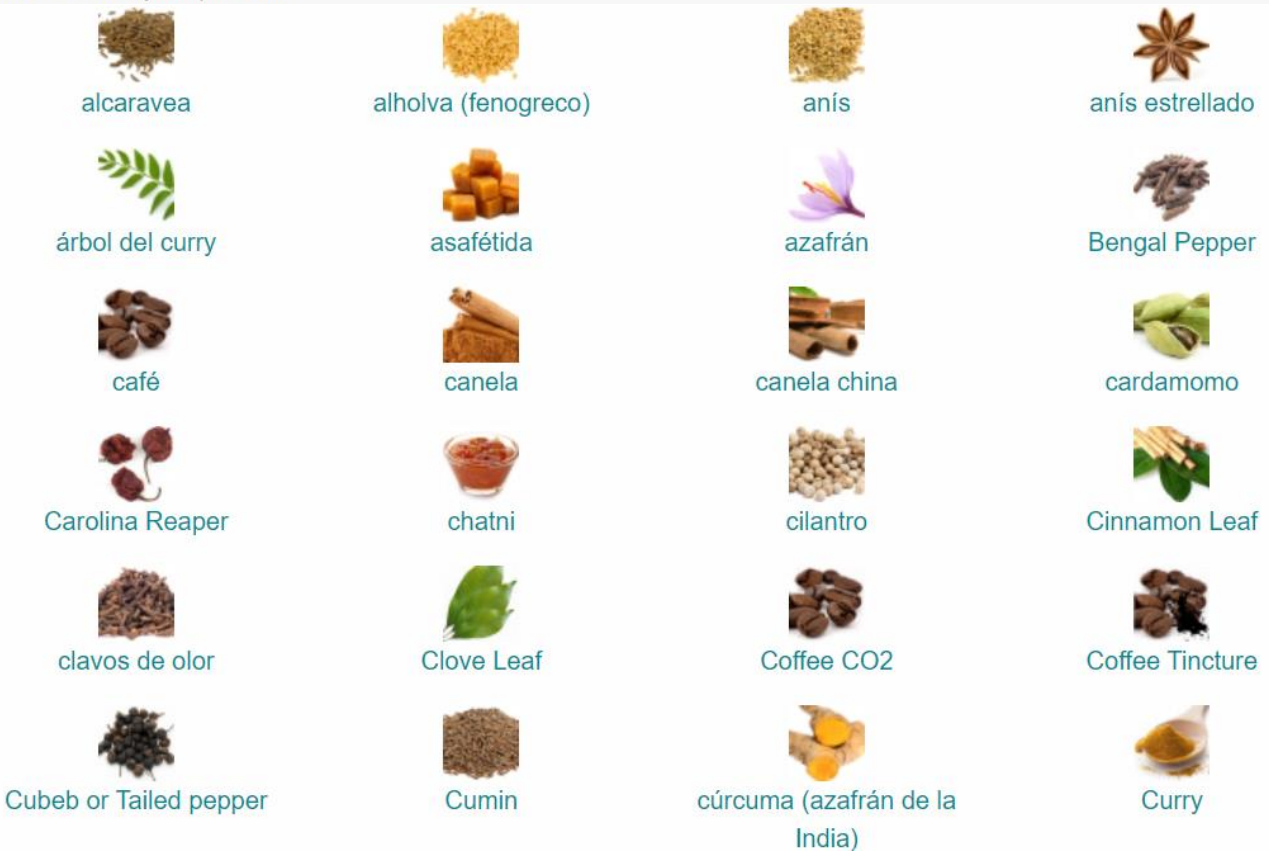 alcaravea
alholva (fenogreco)
anís
anís estrellado
árbol del curry
asafétida
azafrán
Bengal Pepper
café
canela
canela china
cardamomo
Carolina Reaper
chatni
cilantro
Cinnamon Leaf
clavos de olor
Clove Leaf
Coffee CO2
Coffee Tincture
Cubeb or Tailed pepper
Cumin
cúrcuma (azafrán de la
India)
Curry